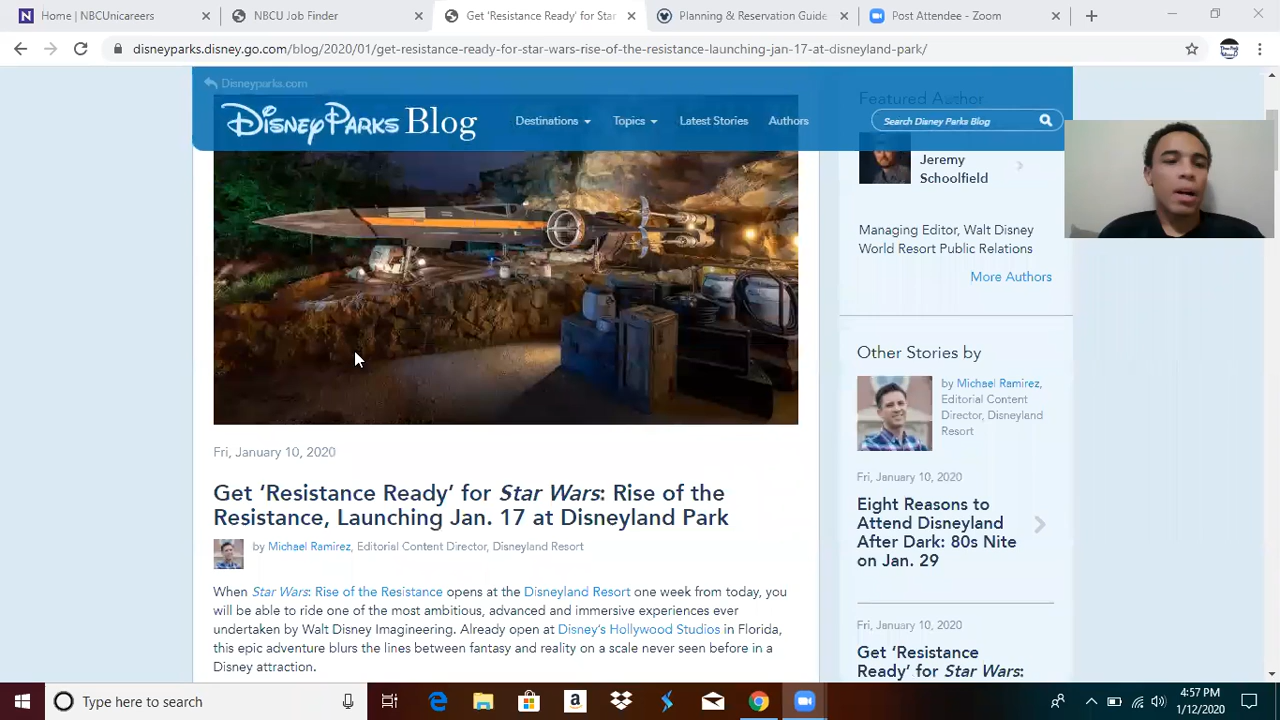 Home | NBCUnicareers
NBCU Job Finder
Get 'Resistance Ready' for Star
Planning & Reservation Guide
Post Attendee - Zoom
disneyparks.disney.go.com/blog/2020/01/get-resistance-ready-for-star-wars-rise-of-the-resistance-launching-jan-17-at-disneyland-park/
Disneyparks.com
Disney Parks Blog
Destinations
Topics
Latest Stories
Authors
Search Disney Parks Blog
Featured Author
Jeremy
Schoolfield
Managing Editor, Walt Disney
World Resort Public Relations
More Authors
Fri, January 10, 2020
Get 'Resistance Ready' for Star Wars: Rise of the
Resistance, Launching Jan. 17 at Disneyland Park
by Michael Ramirez, Editorial Content Director, Disneyland Resort
When Star Wars: Rise of the Resistance opens at the Disneyland Resort one week from today, you
will be able to ride one of the most ambitious, advanced and immersive experiences ever
undertaken by Walt Disney Imagineering. Already open at Disney's Hollywood Studios in Florida,
this epic adventure blurs the lines between fantasy and reality on a scale never seen before in a
Disney attraction.
Other Stories by
by Michael Ramirez,
Editorial Content
Director, Disneyland
Resort
Fri, January 10, 2020
Eight Reasons to
Attend Disneyland
After Dark: 80s Nite
on Jan. 29
Fri, January 10, 2020
Get 'Resistance
Ready' for Star Wars:
Type here to search
4:57 PM
1/12/2020